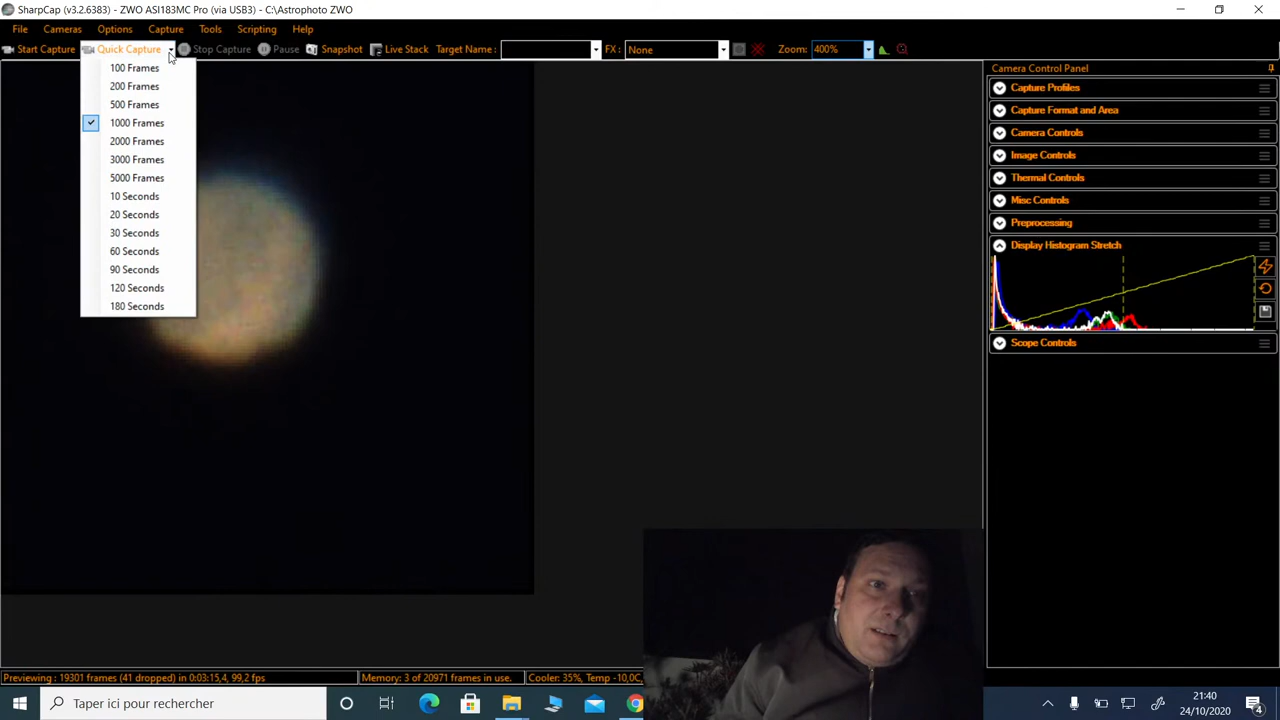 SharpCap (v3.2.6383) - ZWO ASI183MC Pro (via USB3) - C:\Astrophoto ZWO
File Cameras Options Capture Tools Scripting Help
Start Capture Quick Capture Stop Capture Pause Snapshot Live Stack Target Name : FX : None Zoom: 400%
100 Frames
200 Frames
500 Frames
1000 Frames
2000 Frames
3000 Frames
5000 Frames
10 Seconds
20 Seconds
30 Seconds
60 Seconds
90 Seconds
120 Seconds
180 Seconds
Camera Control Panel
Capture Profiles
Capture Format and Area
Camera Controls
Image Controls
Thermal Controls
Misc Controls
Preprocessing
Display Histogram Stretch
Scope Controls
Previewing : 19301 frames (41 dropped) in 0:03:15,4, 99,2 fps Memory: 3 of 20971 frames in use. Cooler: 35%, Temp -10,0C,
Taper ici pour rechercher
21:40
24/10/2020
4